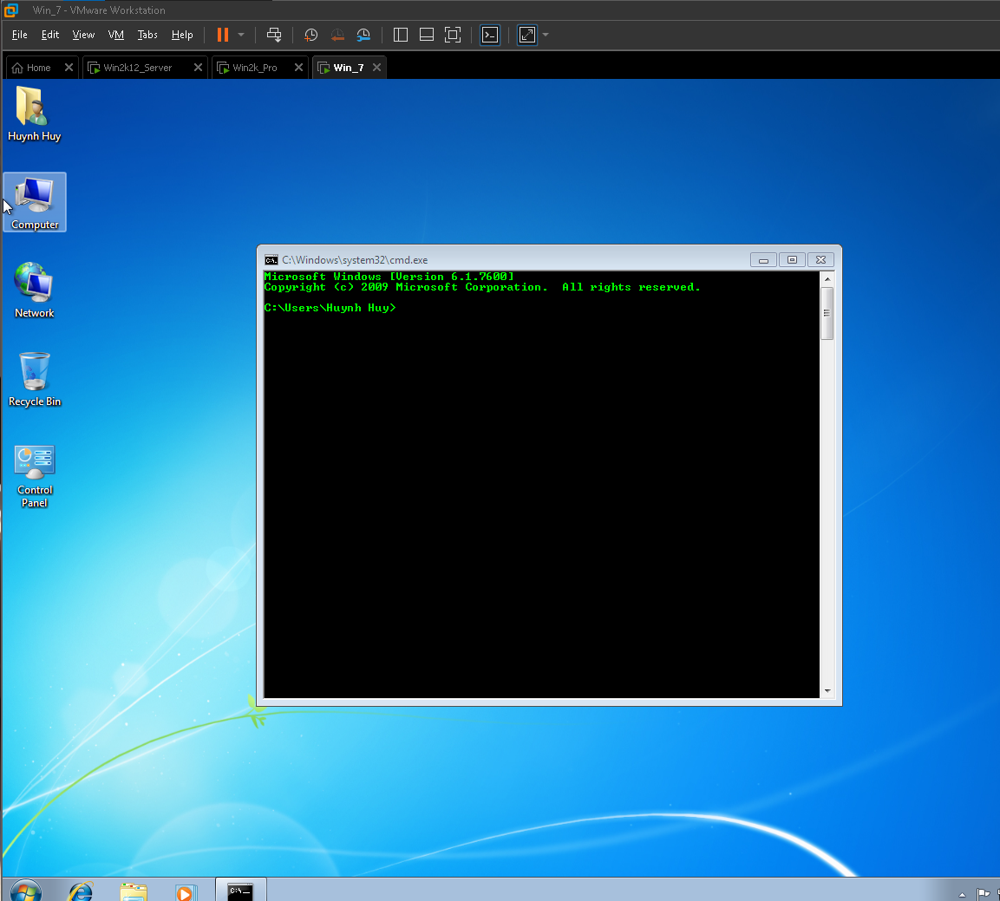 Win_7 - VMware Workstation
File Edit View VM Tabs Help
Home Win2k12_Server Win2k_Pro Win_7
Huynh Huy
Computer
Network
Recycle Bin
Control
Panel
C:\Windows\system32\cmd.exe
Microsoft Windows [Version 6.1.7600]
Copyright (c) 2009 Microsoft Corporation.  All rights reserved.
C:\Users\Huynh Huy>